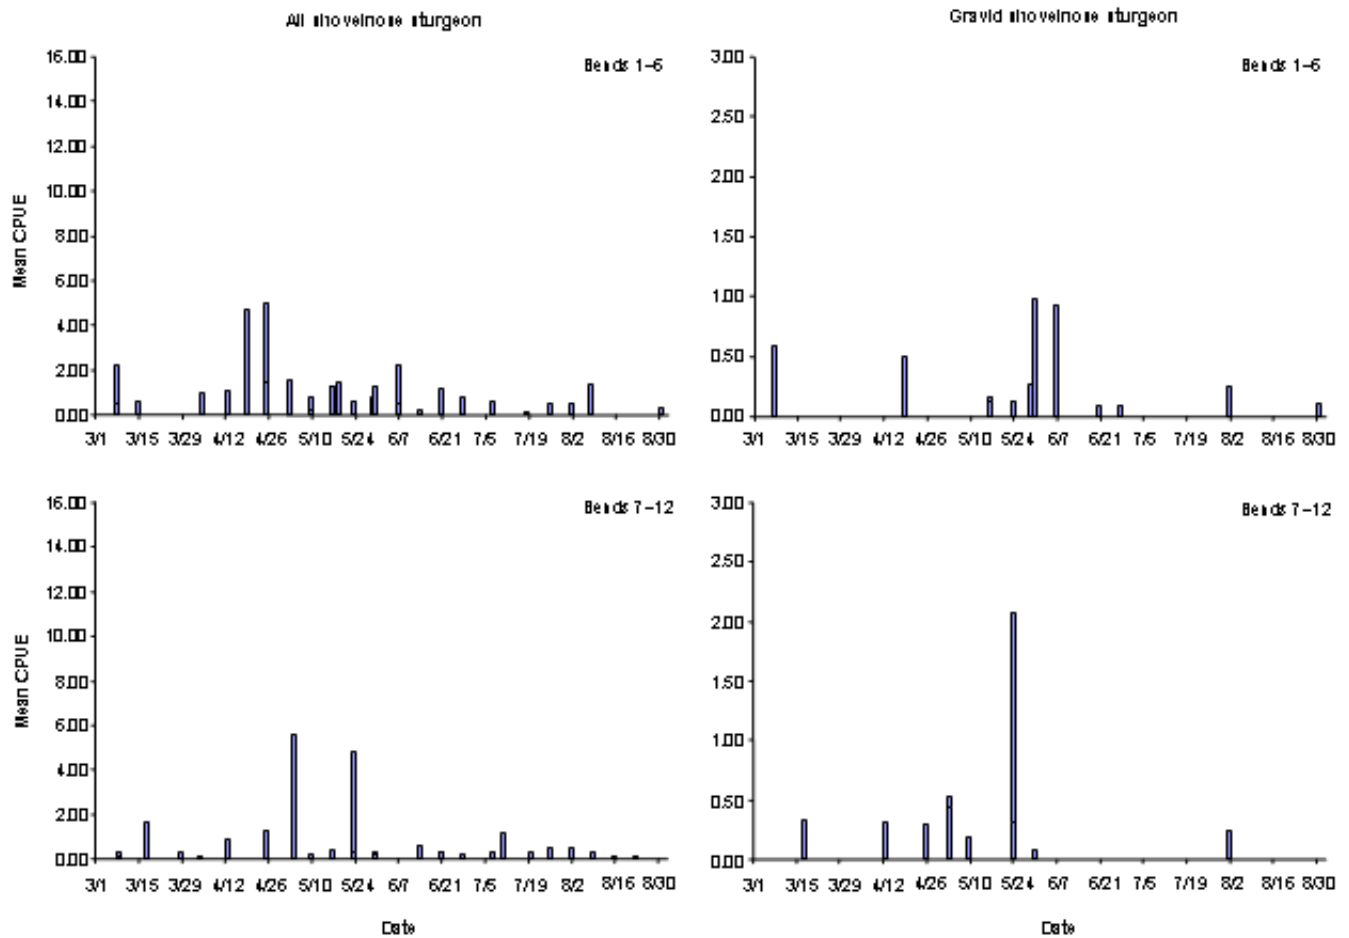 All shovelnose sturgeon
Gravid shovelnose sturgeon
Bends 1–6
16.00
14.00
12.00
10.00
8.00
6.00
4.00
2.00
0.00
Mean CPUE
3/1 3/15 3/29 4/12 4/26 5/10 5/24 6/7 6/21 7/5 7/19 8/2 8/16 8/30
Bends 1–6
3.00
2.50
2.00
1.50
1.00
0.50
0.00
3/1 3/15 3/29 4/12 4/26 5/10 5/24 6/7 6/21 7/5 7/19 8/2 8/16 8/30
Bends 7–12
16.00
14.00
12.00
10.00
8.00
6.00
4.00
2.00
0.00
Mean CPUE
3/1 3/15 3/29 4/12 4/26 5/10 5/24 6/7 6/21 7/5 7/19 8/2 8/16 8/30
Date
Bends 7–12
3.00
2.50
2.00
1.50
1.00
0.50
0.00
3/1 3/15 3/29 4/12 4/26 5/10 5/24 6/7 6/21 7/5 7/19 8/2 8/16 8/30
Date